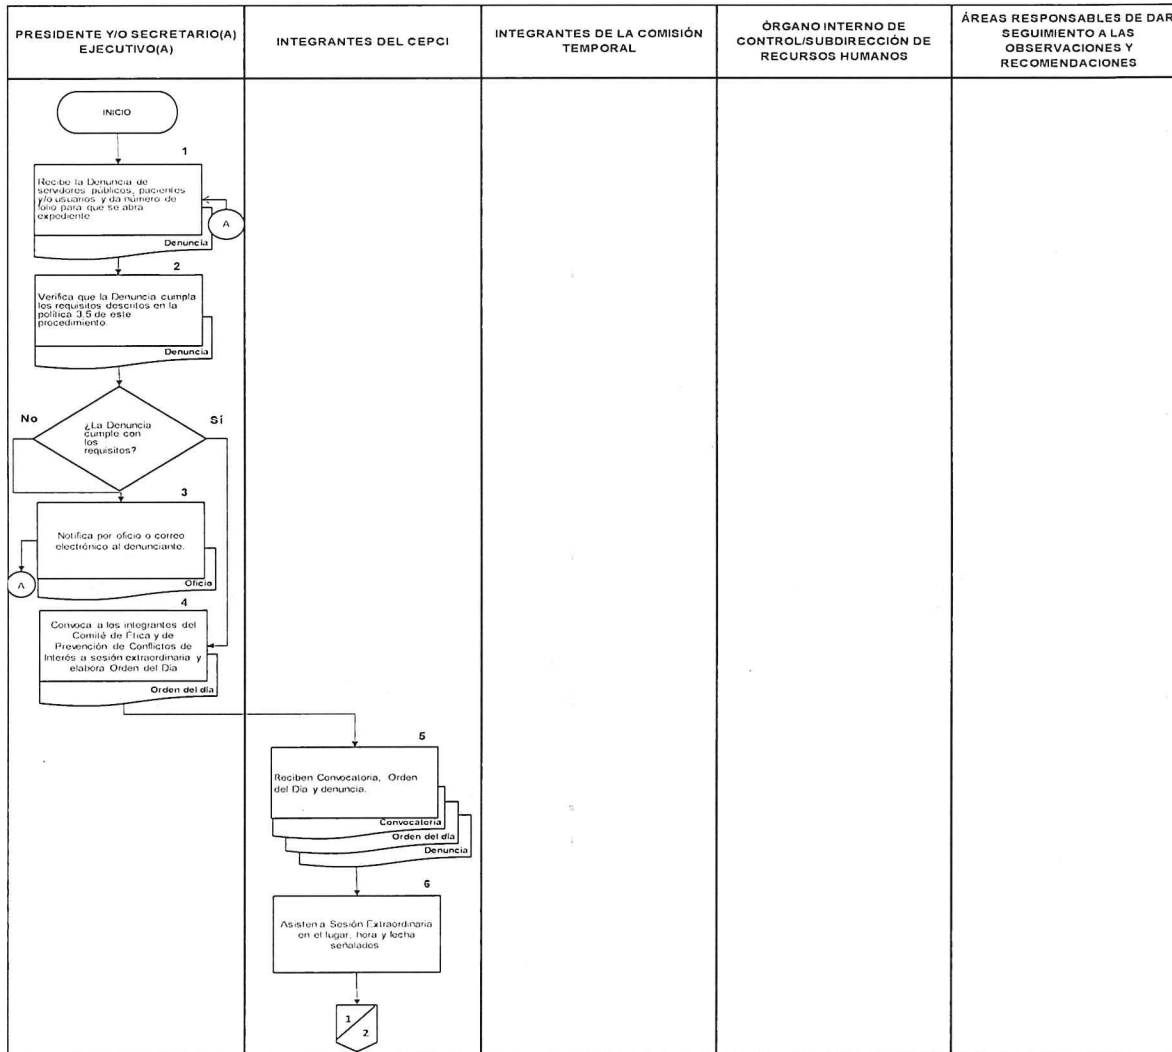 PRESIDENTE Y/O SECRETARIO(A)
EJECUTIVO(A)
INTEGRANTES DEL CEPCI
INTEGRANTES DE LA COMISIÓN
TEMPORAL
ÓRGANO INTERNO DE
CONTROL/SUBDIRECCIÓN DE
RECURSOS HUMANOS
ÁREAS RESPONSABLES DE DAR
SEGUIMIENTO A LAS
OBSERVACIONES Y
RECOMENDACIONES
INICIO
1
Recibe la Denuncia de
servidores públicos, pacientes
y/o usuarios y da número de
folio para que se abra
expediente
A
Denuncia
2
Verifica que la Denuncia cumpla
los requisitos descritos en la
política 3.5 de este
procedimiento.
Denuncia
No
Sí
¿La Denuncia
cumple con
los
requisitos?
3
Notifica por oficio o correo
electrónico al denunciante.
A
Oficio
4
Convoca a los integrantes del
Comité de Ética y de
Prevención de Conflictos de
Interés a sesión extraordinaria y
elabora Orden del Día
Orden del día
5
Reciben Convocatoria, Orden
del Día y denuncia.
Convocatoria
Orden del día
Denuncia
6
Asisten a Sesión Extraordinaria
en el lugar, hora y fecha
señalados
1
2